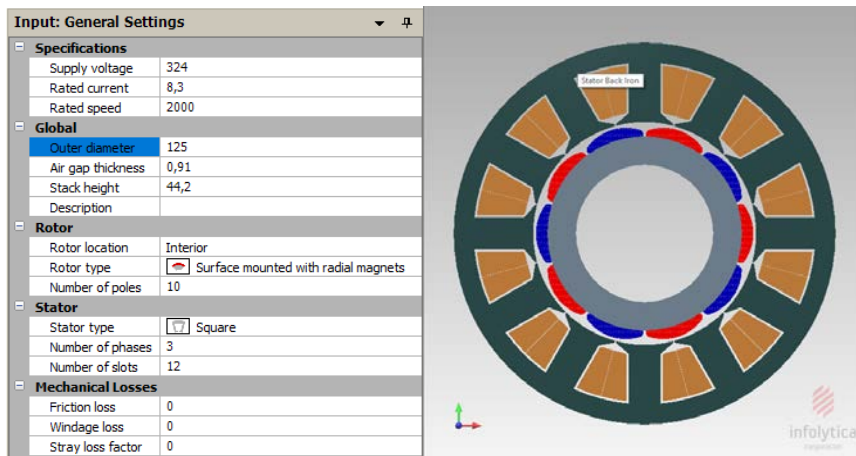 Input: General Settings
Specifications
Supply voltage 324
Rated current 8,3
Rated speed 2000
Global
Outer diameter 125
Air gap thickness 0,91
Stack height 44,2
Description
Rotor
Rotor location Interior
Rotor type Surface mounted with radial magnets
Number of poles 10
Stator
Stator type Square
Number of phases 3
Number of slots 12
Mechanical Losses
Friction loss 0
Windage loss 0
Stray loss factor 0
Stator Back Iron
infolytica
corporation